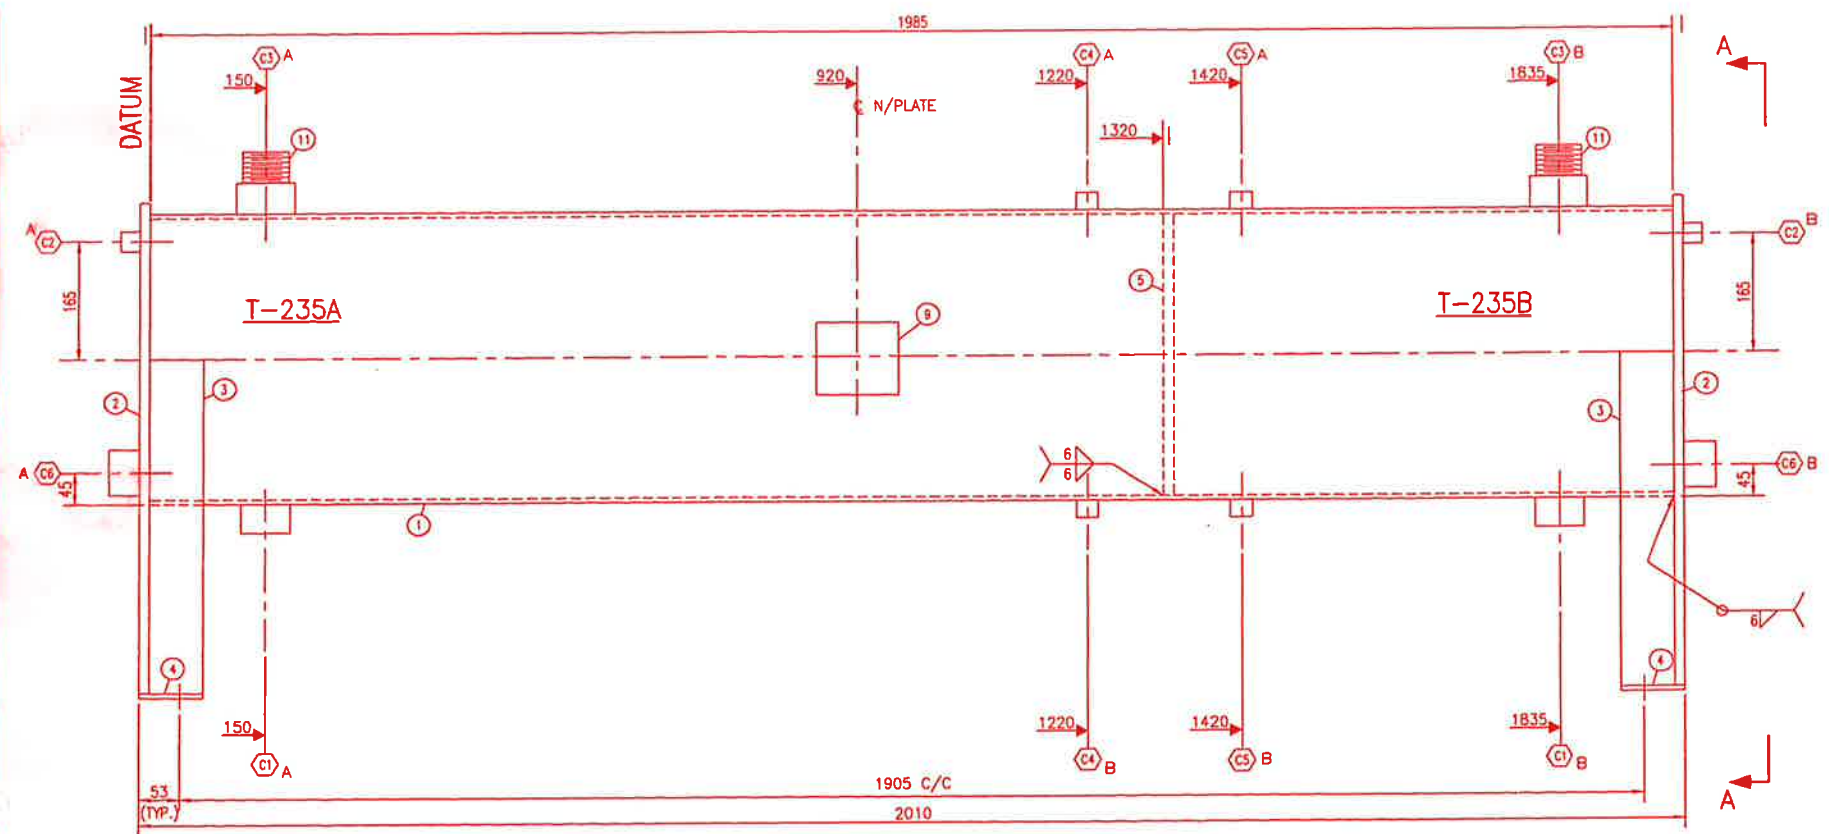 1985
DATUM
C3 A
150
11
920
℄ N/PLATE
C4 A
1220
C5 A
1420
1320
C3 B
1835
11
A
A
C2
165
T-235A
9
5
T-235B
B
C2
165
2
3
3
2
A C6
45
1
6
6
C6 B
45
6
4
4
150
C1 A
1220
C4 B
1420
C5 B
1835
C1 B
A
53
(TYP.)
1905 C/C
2010